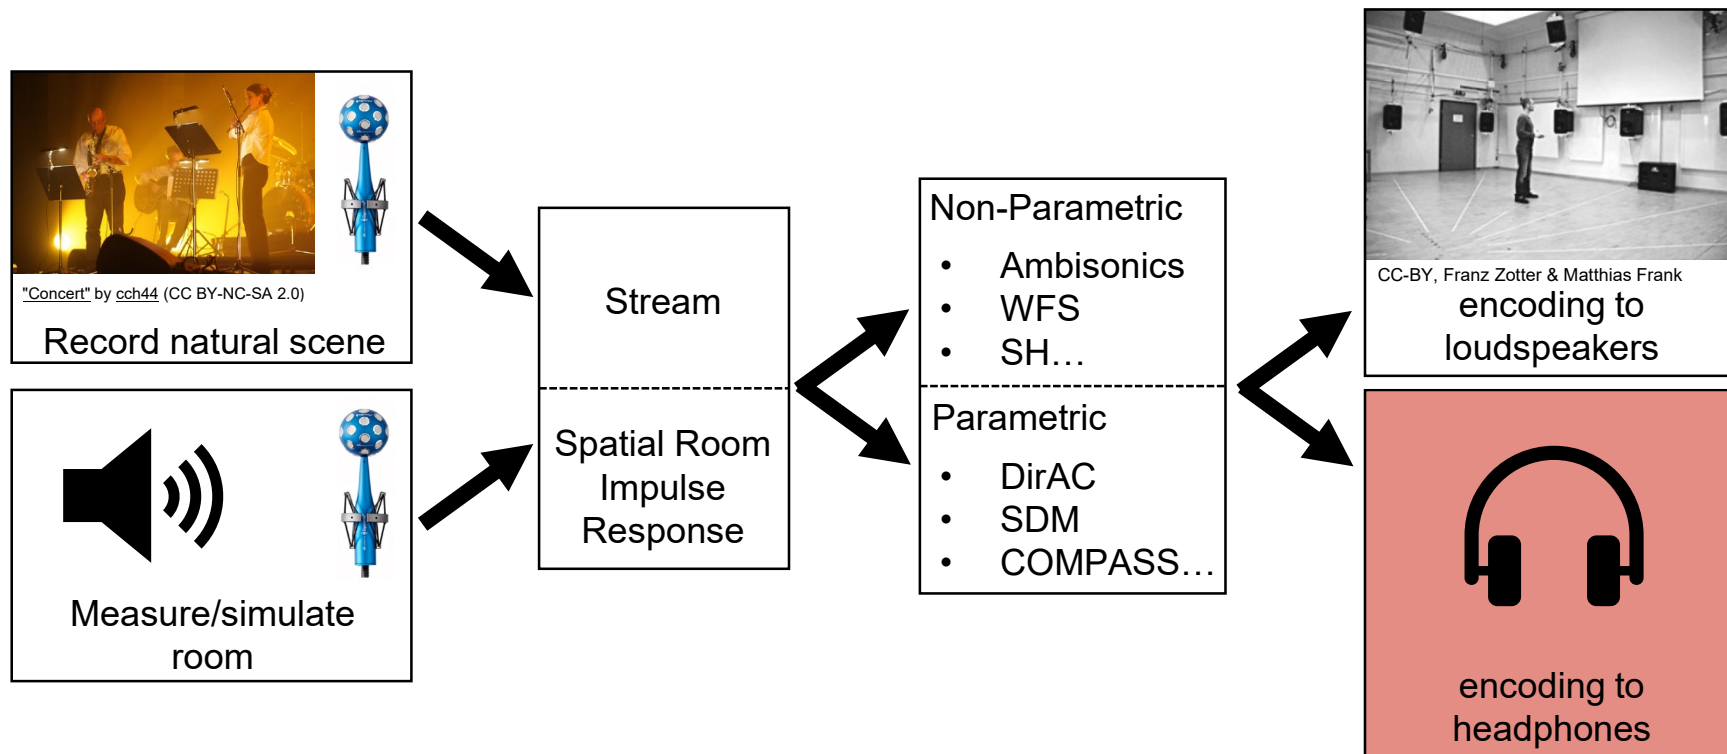 "Concert" by cch44 (CC BY-NC-SA 2.0)
Record natural scene
Measure/simulate
room
Stream
Spatial Room
Impulse
Response
Non-Parametric
• Ambisonics
• WFS
• SH…
Parametric
• DirAC
• SDM
• COMPASS…
CC-BY, Franz Zotter & Matthias Frank
encoding to
loudspeakers
encoding to
headphones